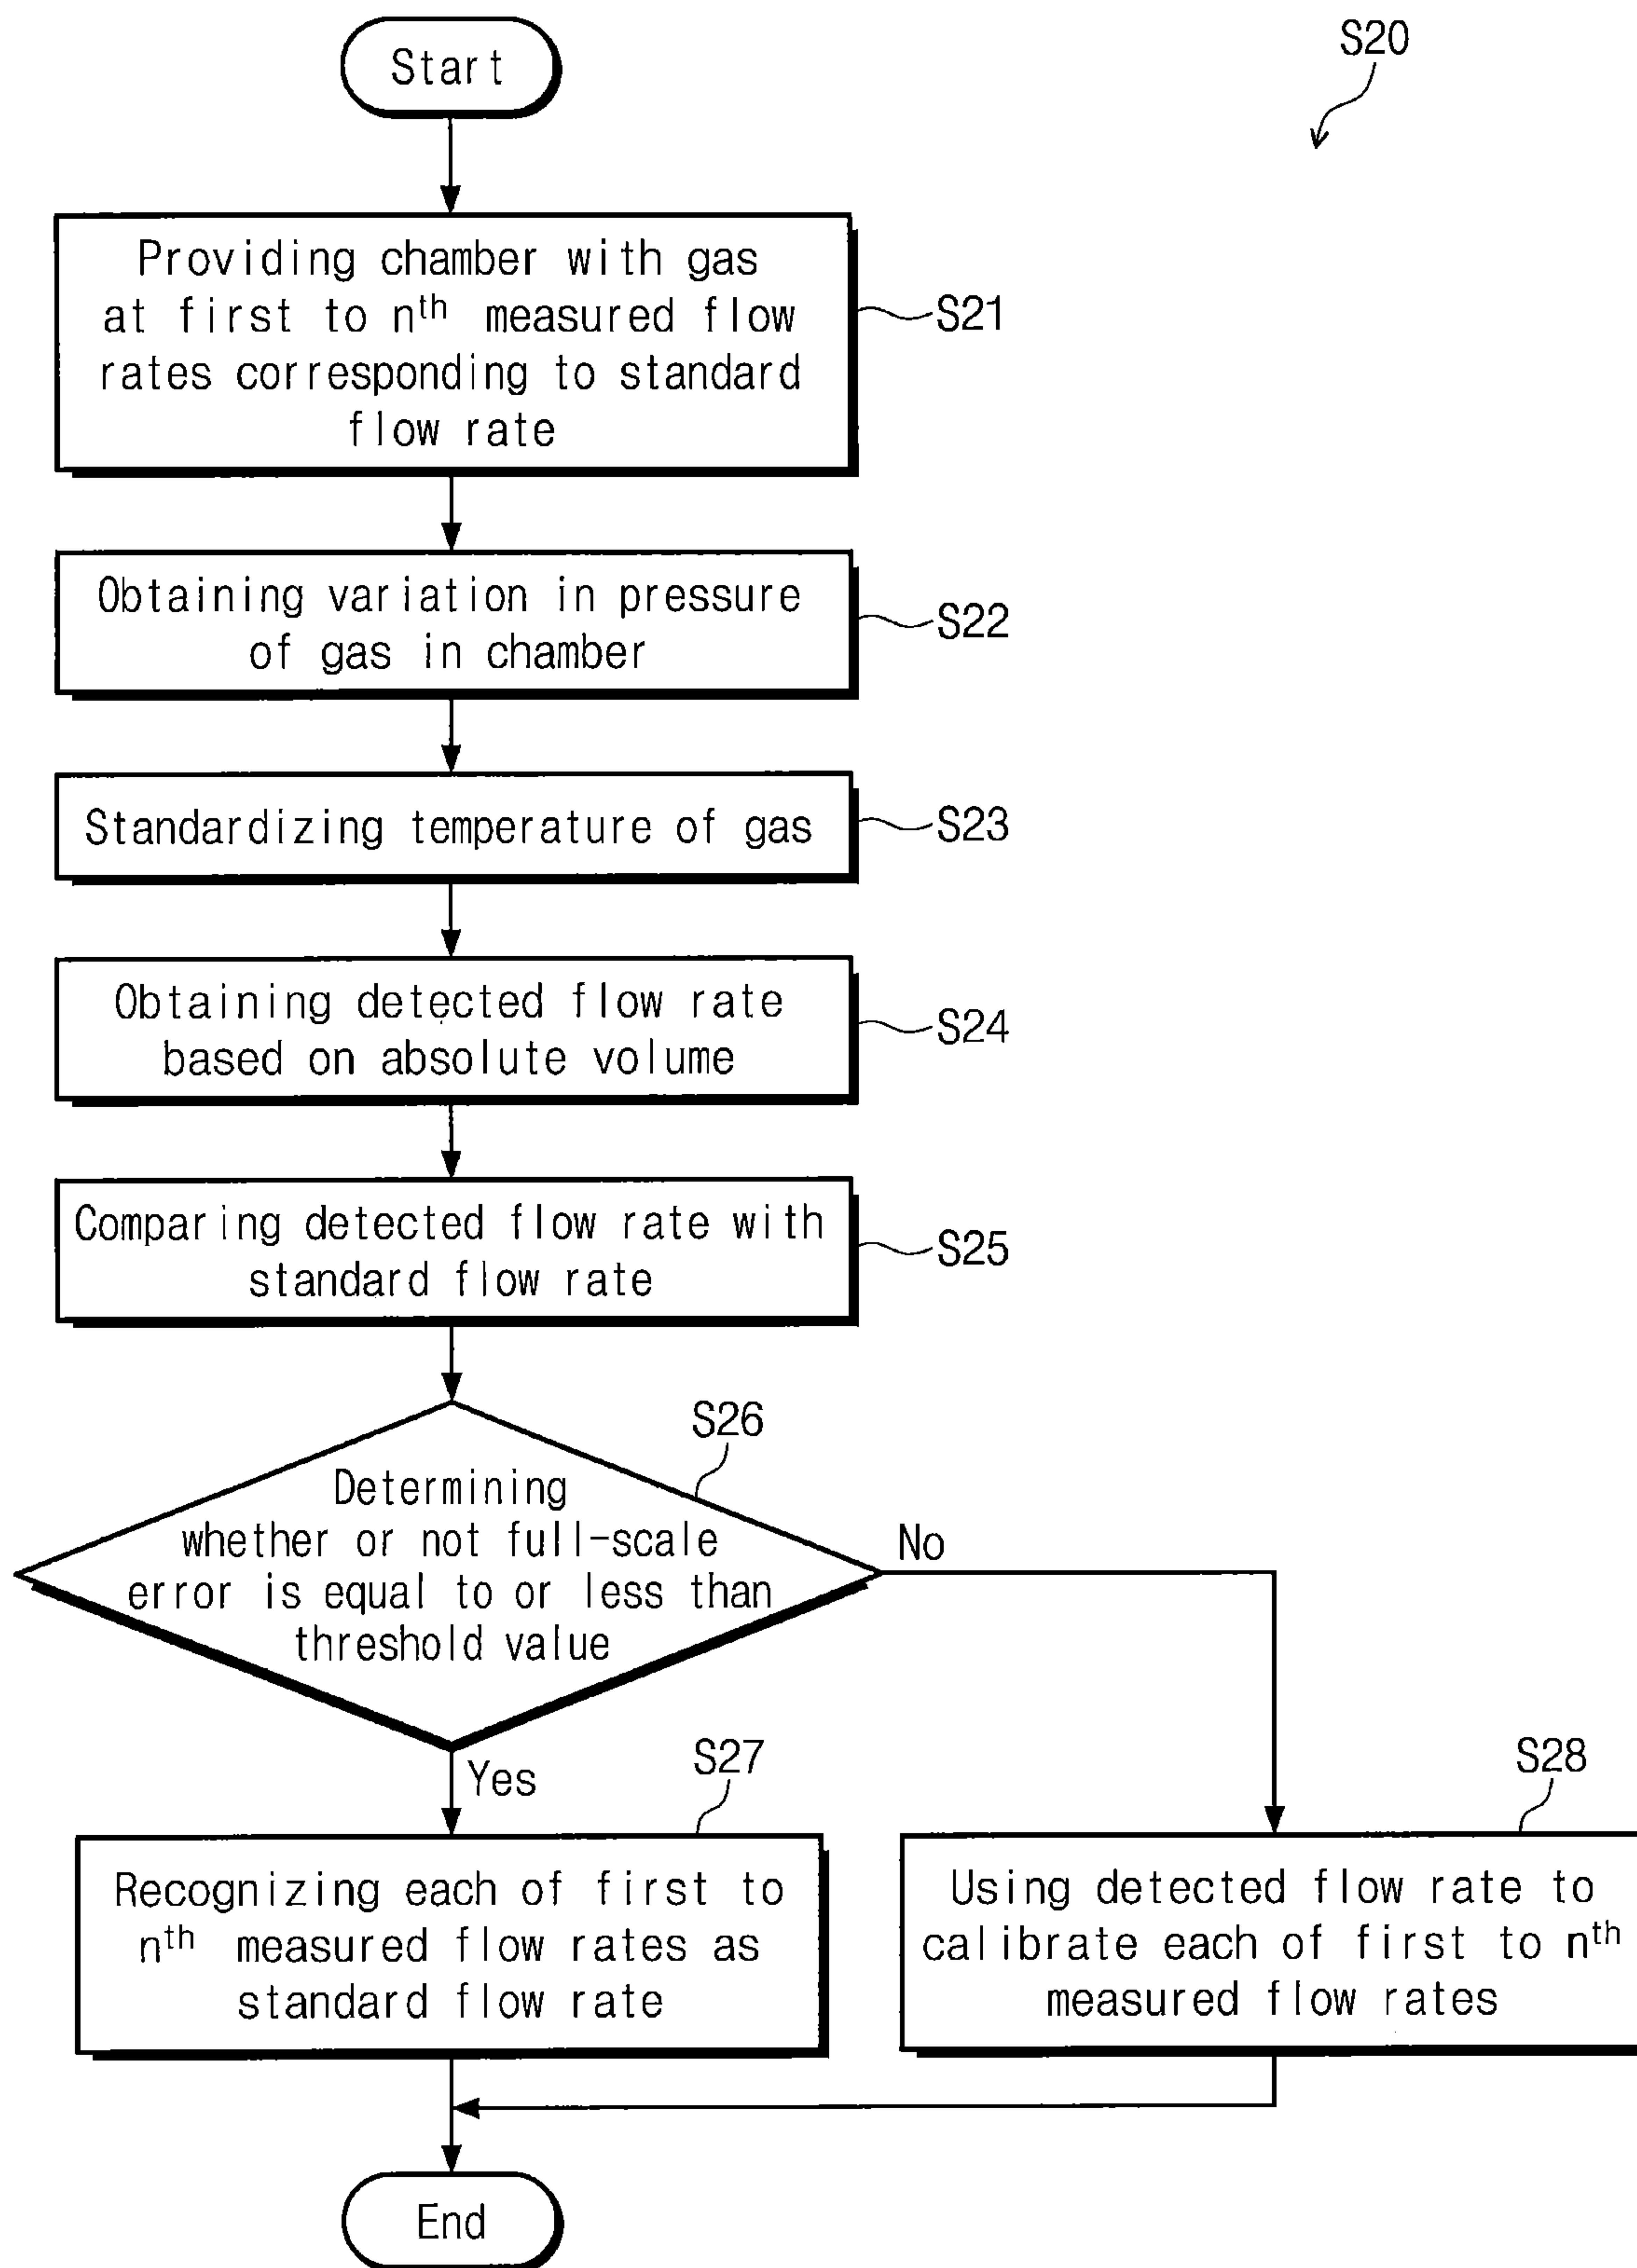 Start
S20
Providing chamber with gas
at first to nth measured flow
rates corresponding to standard
flow rate
S21
Obtaining variation in pressure
of gas in chamber
S22
Standardizing temperature of gas
S23
Obtaining detected flow rate
based on absolute volume
S24
Comparing detected flow rate with
standard flow rate
S25
S26
Determining
whether or not full-scale
error is equal to or less than
threshold value
No
Yes
S27
S28
Recognizing each of first to
nth measured flow rates as
standard flow rate
Using detected flow rate to
calibrate each of first to nth
measured flow rates
End